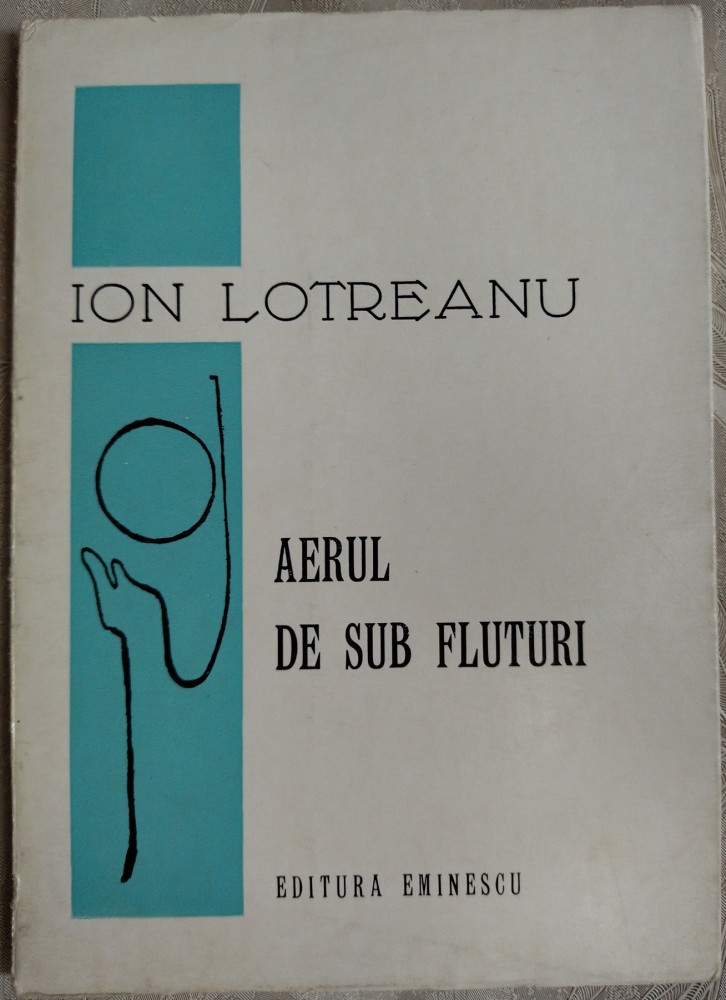 ION LOTREANU
AERUL
DE SUB FLUTURI
EDITURA EMINESCU